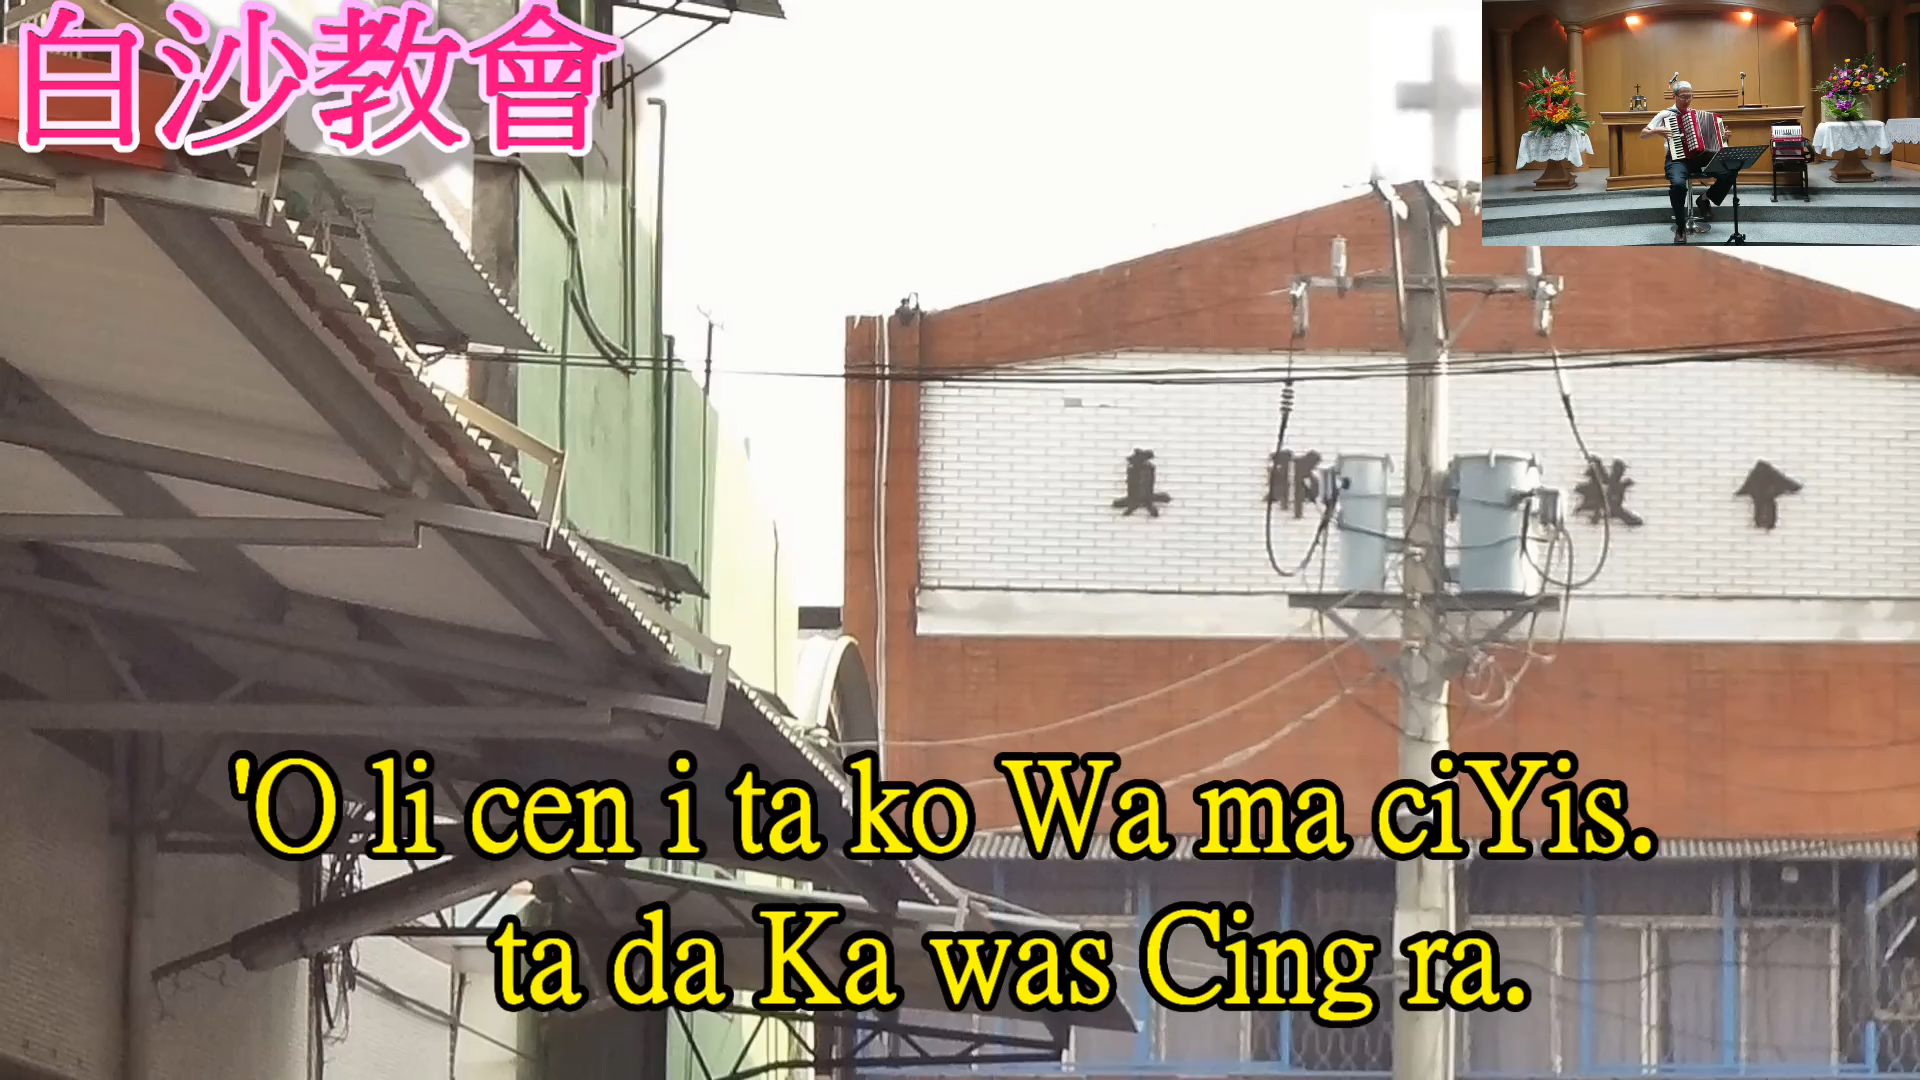 白沙教會
真耶教會
'O li cen i ta ko Wa ma ciYis.
ta da Ka was Cing ra.